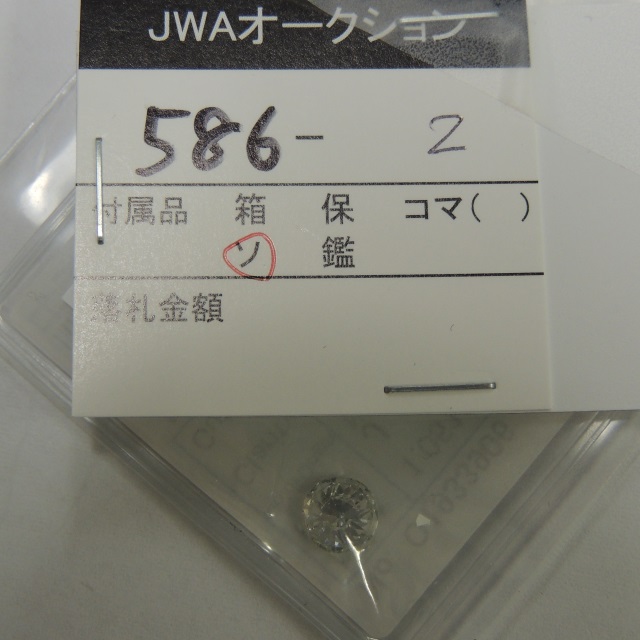 JWAオークション
586- 2
付属品 箱 保 コマ( )
ソ 鑑
札金額